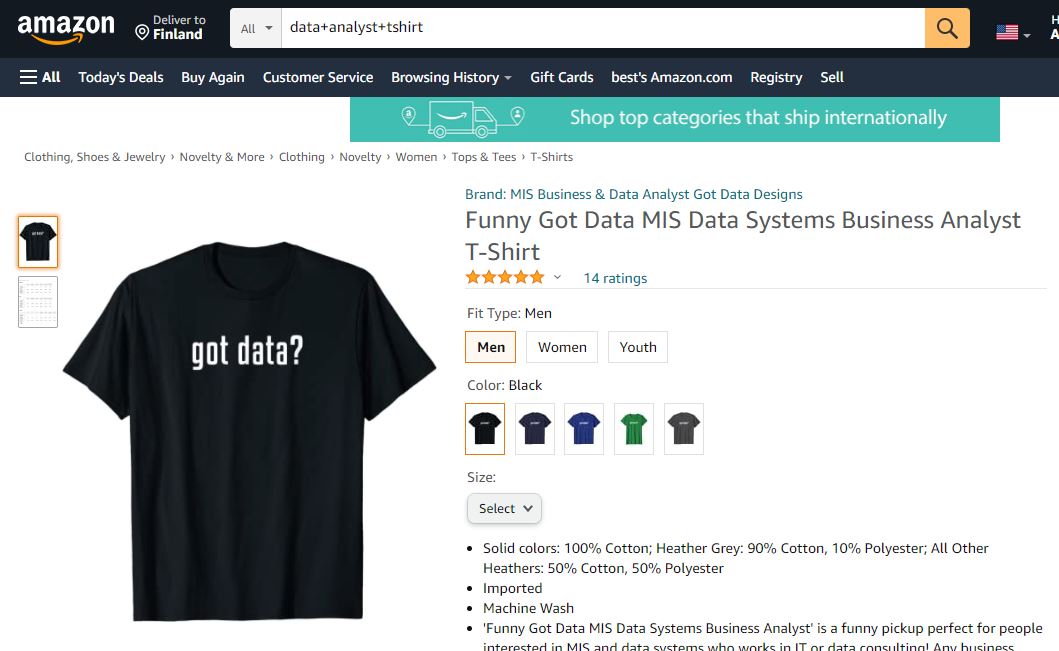 amazon
Deliver to
Finland
All
data+analyst+tshirt
All
Today's Deals
Buy Again
Customer Service
Browsing History
Gift Cards
best's Amazon.com
Registry
Sell
a
Shop top categories that ship internationally
Clothing, Shoes & Jewelry › Novelty & More › Clothing › Novelty › Women › Tops & Tees › T-Shirts
Brand: MIS Business & Data Analyst Got Data Designs
Funny Got Data MIS Data Systems Business Analyst
T-Shirt
14 ratings
got data?
Fit Type: Men
Men
Women
Youth
Color: Black
Size:
Select
• Solid colors: 100% Cotton; Heather Grey: 90% Cotton, 10% Polyester; All Other
Heathers: 50% Cotton, 50% Polyester
• Imported
• Machine Wash
• 'Funny Got Data MIS Data Systems Business Analyst' is a funny pickup perfect for people
interested in MIS and data systems who works in IT or data consulting! Any business